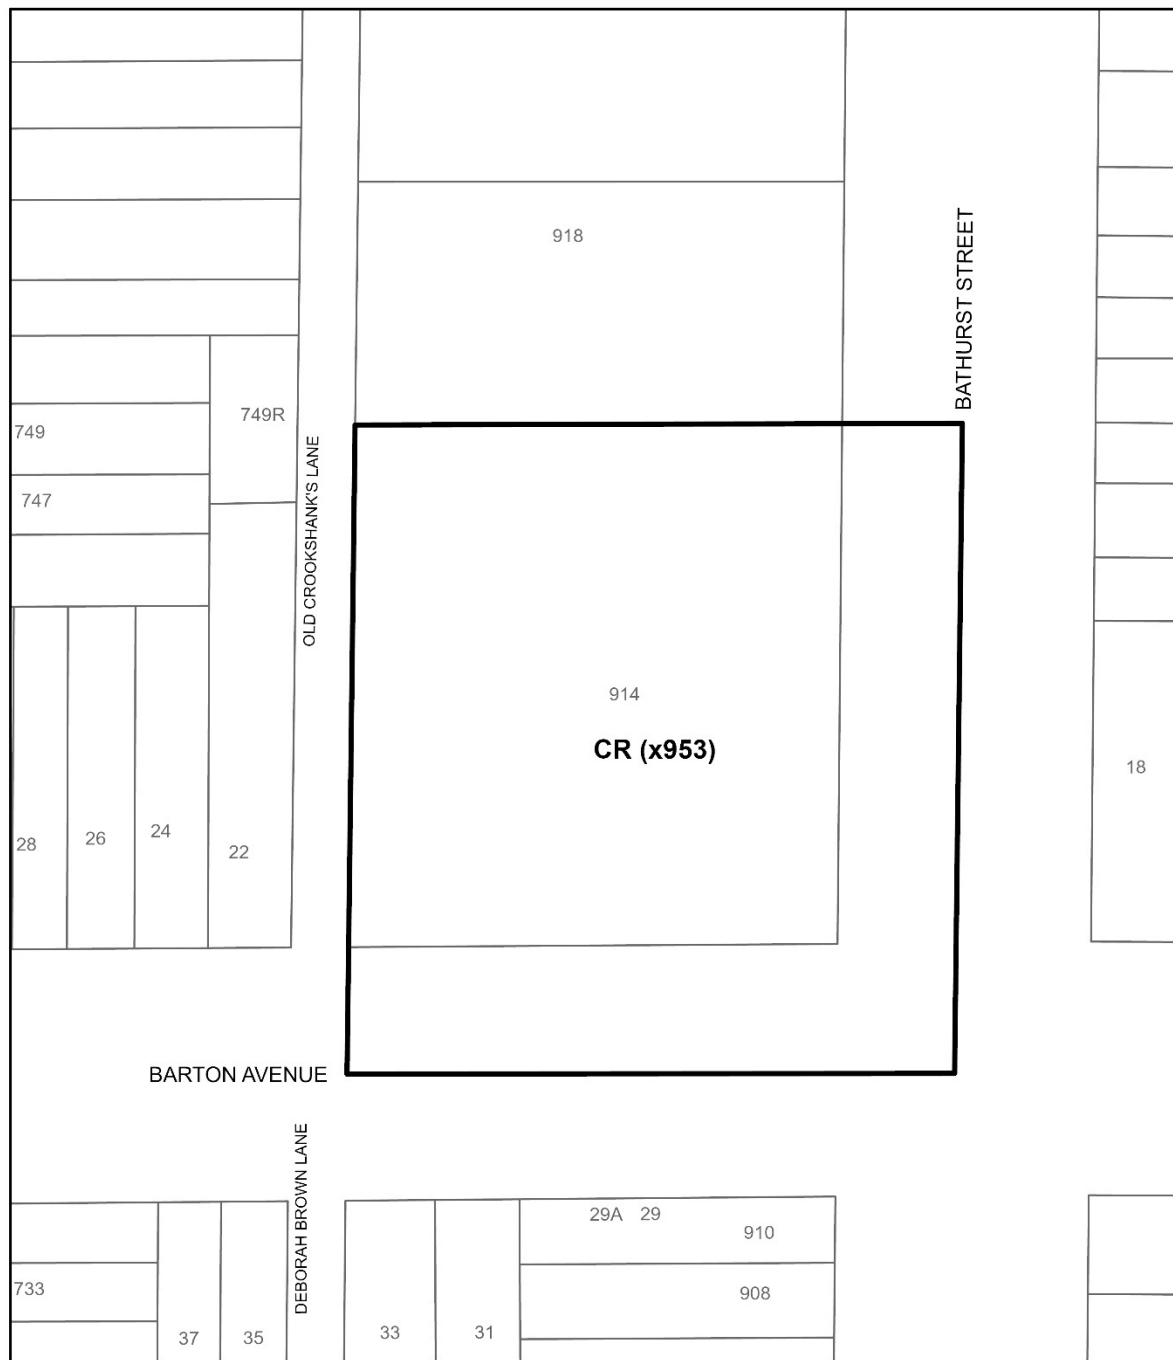 918
BATHURST STREET
749R
749
747
OLD CROOKSHANK'S LANE
914
CR (x953)
18
28
26
24
22
BARTON AVENUE
DEBORAH BROWN LANE
29A 29
910
733
908
37
35
33
31